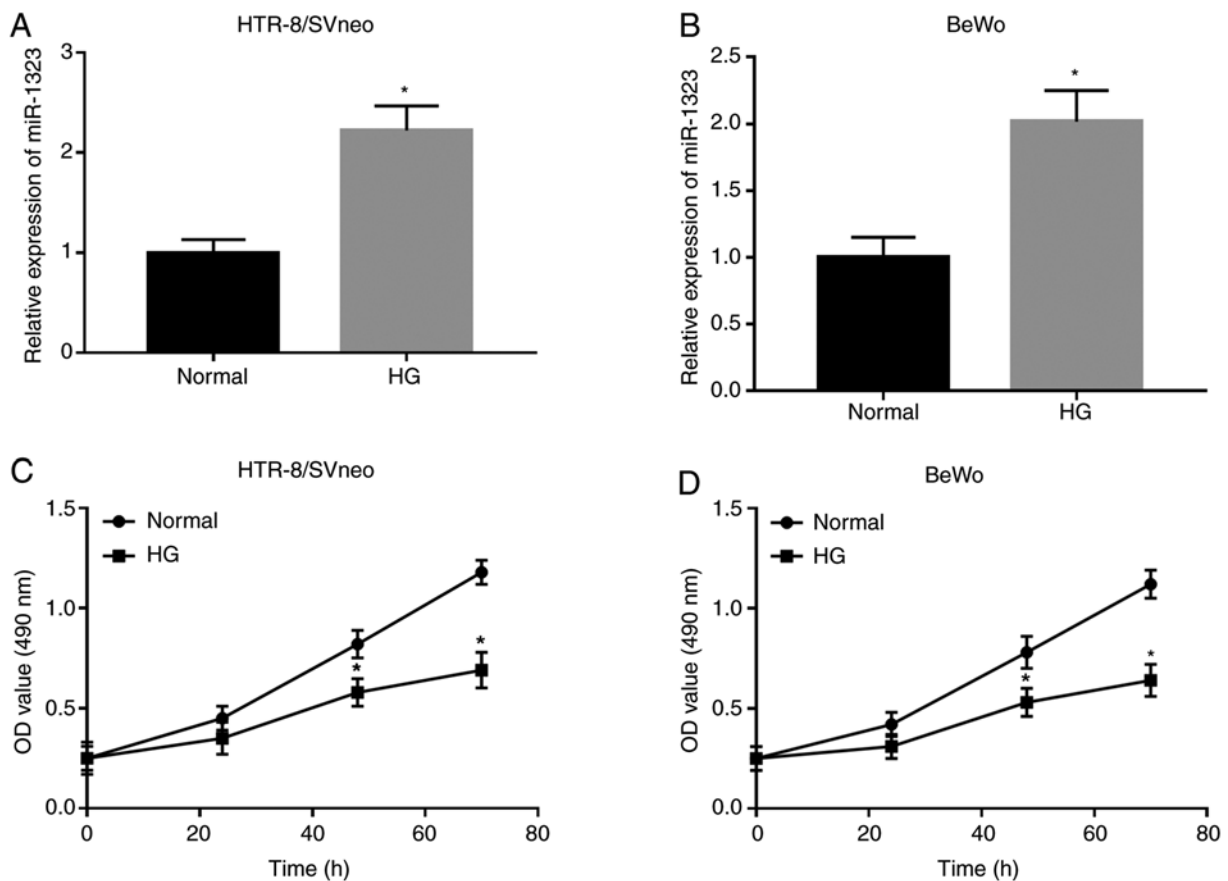 A
HTR-8/SVneo
Relative expression of miR-1323
3
2
1
0
*
Normal
HG
B
BeWo
Relative expression of miR-1323
2.5
2.0
1.5
1.0
0.5
0.0
*
Normal
HG
C
HTR-8/SVneo
OD value (490 nm)
1.5
1.0
0.5
0.0
Normal
HG
*
*
0
20
40
60
80
Time (h)
D
BeWo
OD value (490 nm)
1.5
1.0
0.5
0.0
Normal
HG
*
*
0
20
40
60
80
Time (h)